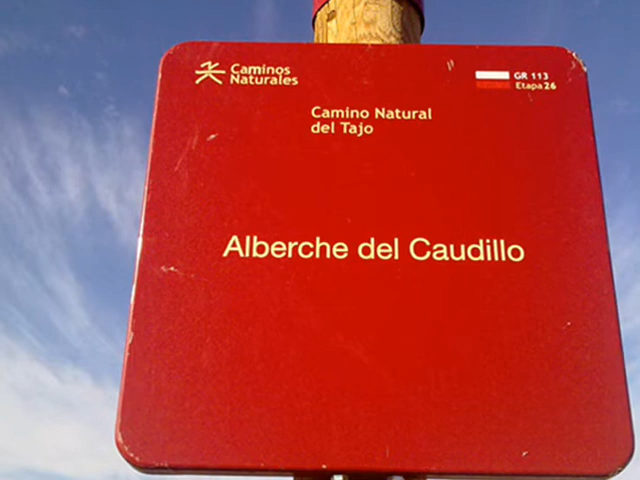 Caminos
Naturales
GR 113
Etapa 26
Camino Natural
del Tajo
Alberche del Caudillo